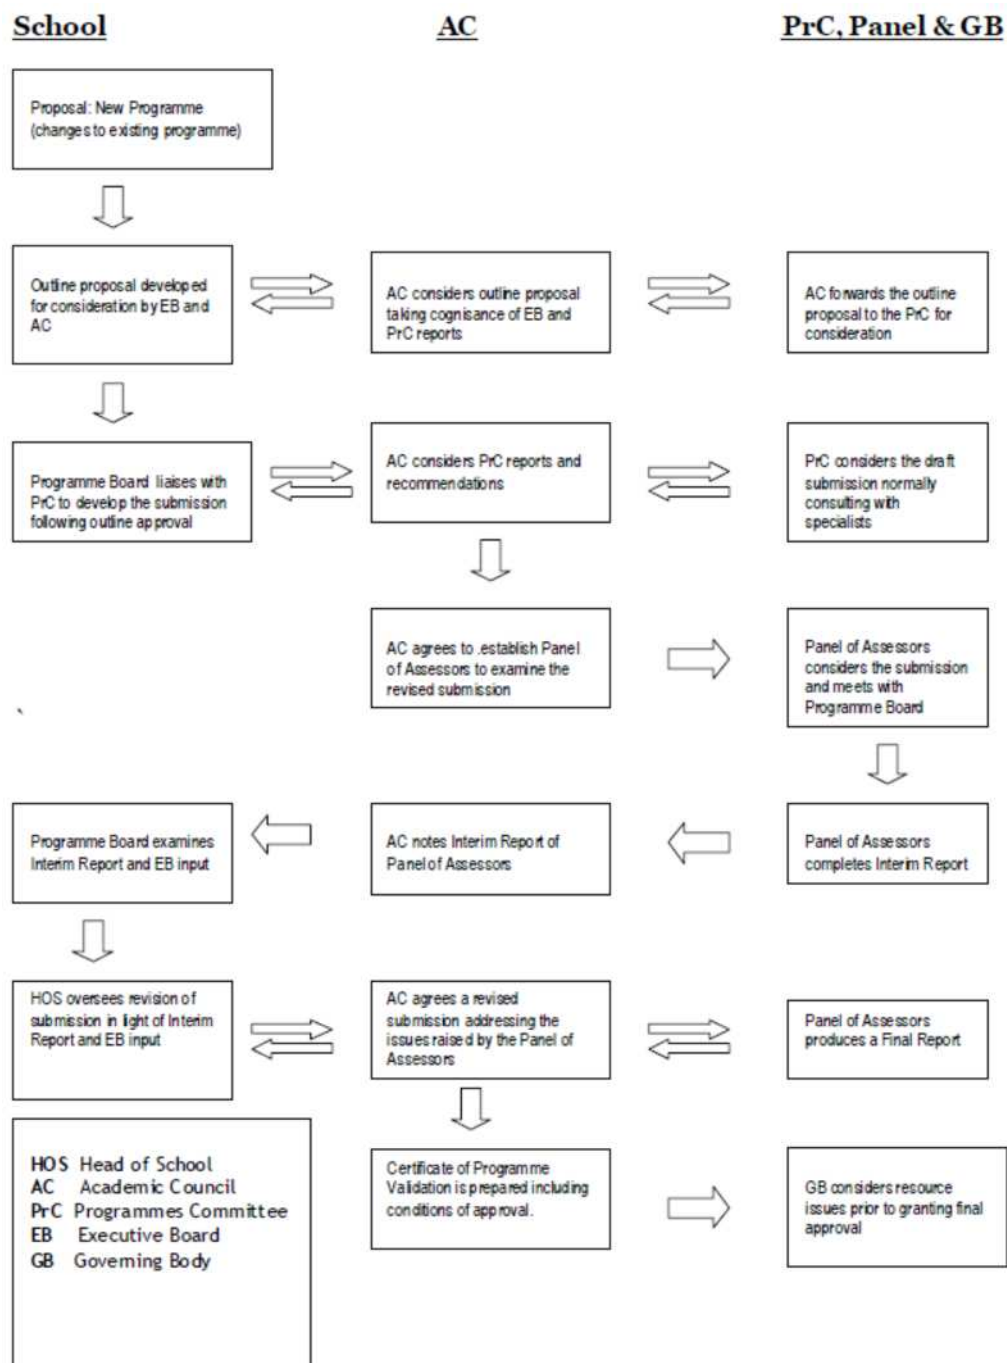 School
AC
PrC, Panel & GB
Proposal: New Programme
(changes to existing programme)
Outline proposal developed
for consideration by EB and
AC
AC considers outline proposal
taking cognisance of EB and
PrC reports
AC forwards the outline
proposal to the PrC for
consideration
Programme Board liaises with
PrC to develop the submission
following outline approval
AC considers PrC reports and
recommendations
PrC considers the draft
submission normally
consulting with
specialists
AC agrees to .establish Panel
of Assessors to examine the
revised submission
Panel of Assessors
considers the submission
and meets with
Programme Board
`
Programme Board examines
Interim Report and EB input
AC notes Interim Report of
Panel of Assessors
Panel of Assessors
completes Interim Report
HOS oversees revision of
submission in light of Interim
Report and EB input
AC agrees a revised
submission addressing the
issues raised by the Panel of
Assessors
Panel of Assessors
produces a Final Report
HOS Head of School
AC Academic Council
PrC Programmes Committee
EB Executive Board
GB Governing Body
Certificate of Programme
Validation is prepared including
conditions of approval.
GB considers resource
issues prior to granting final
approval